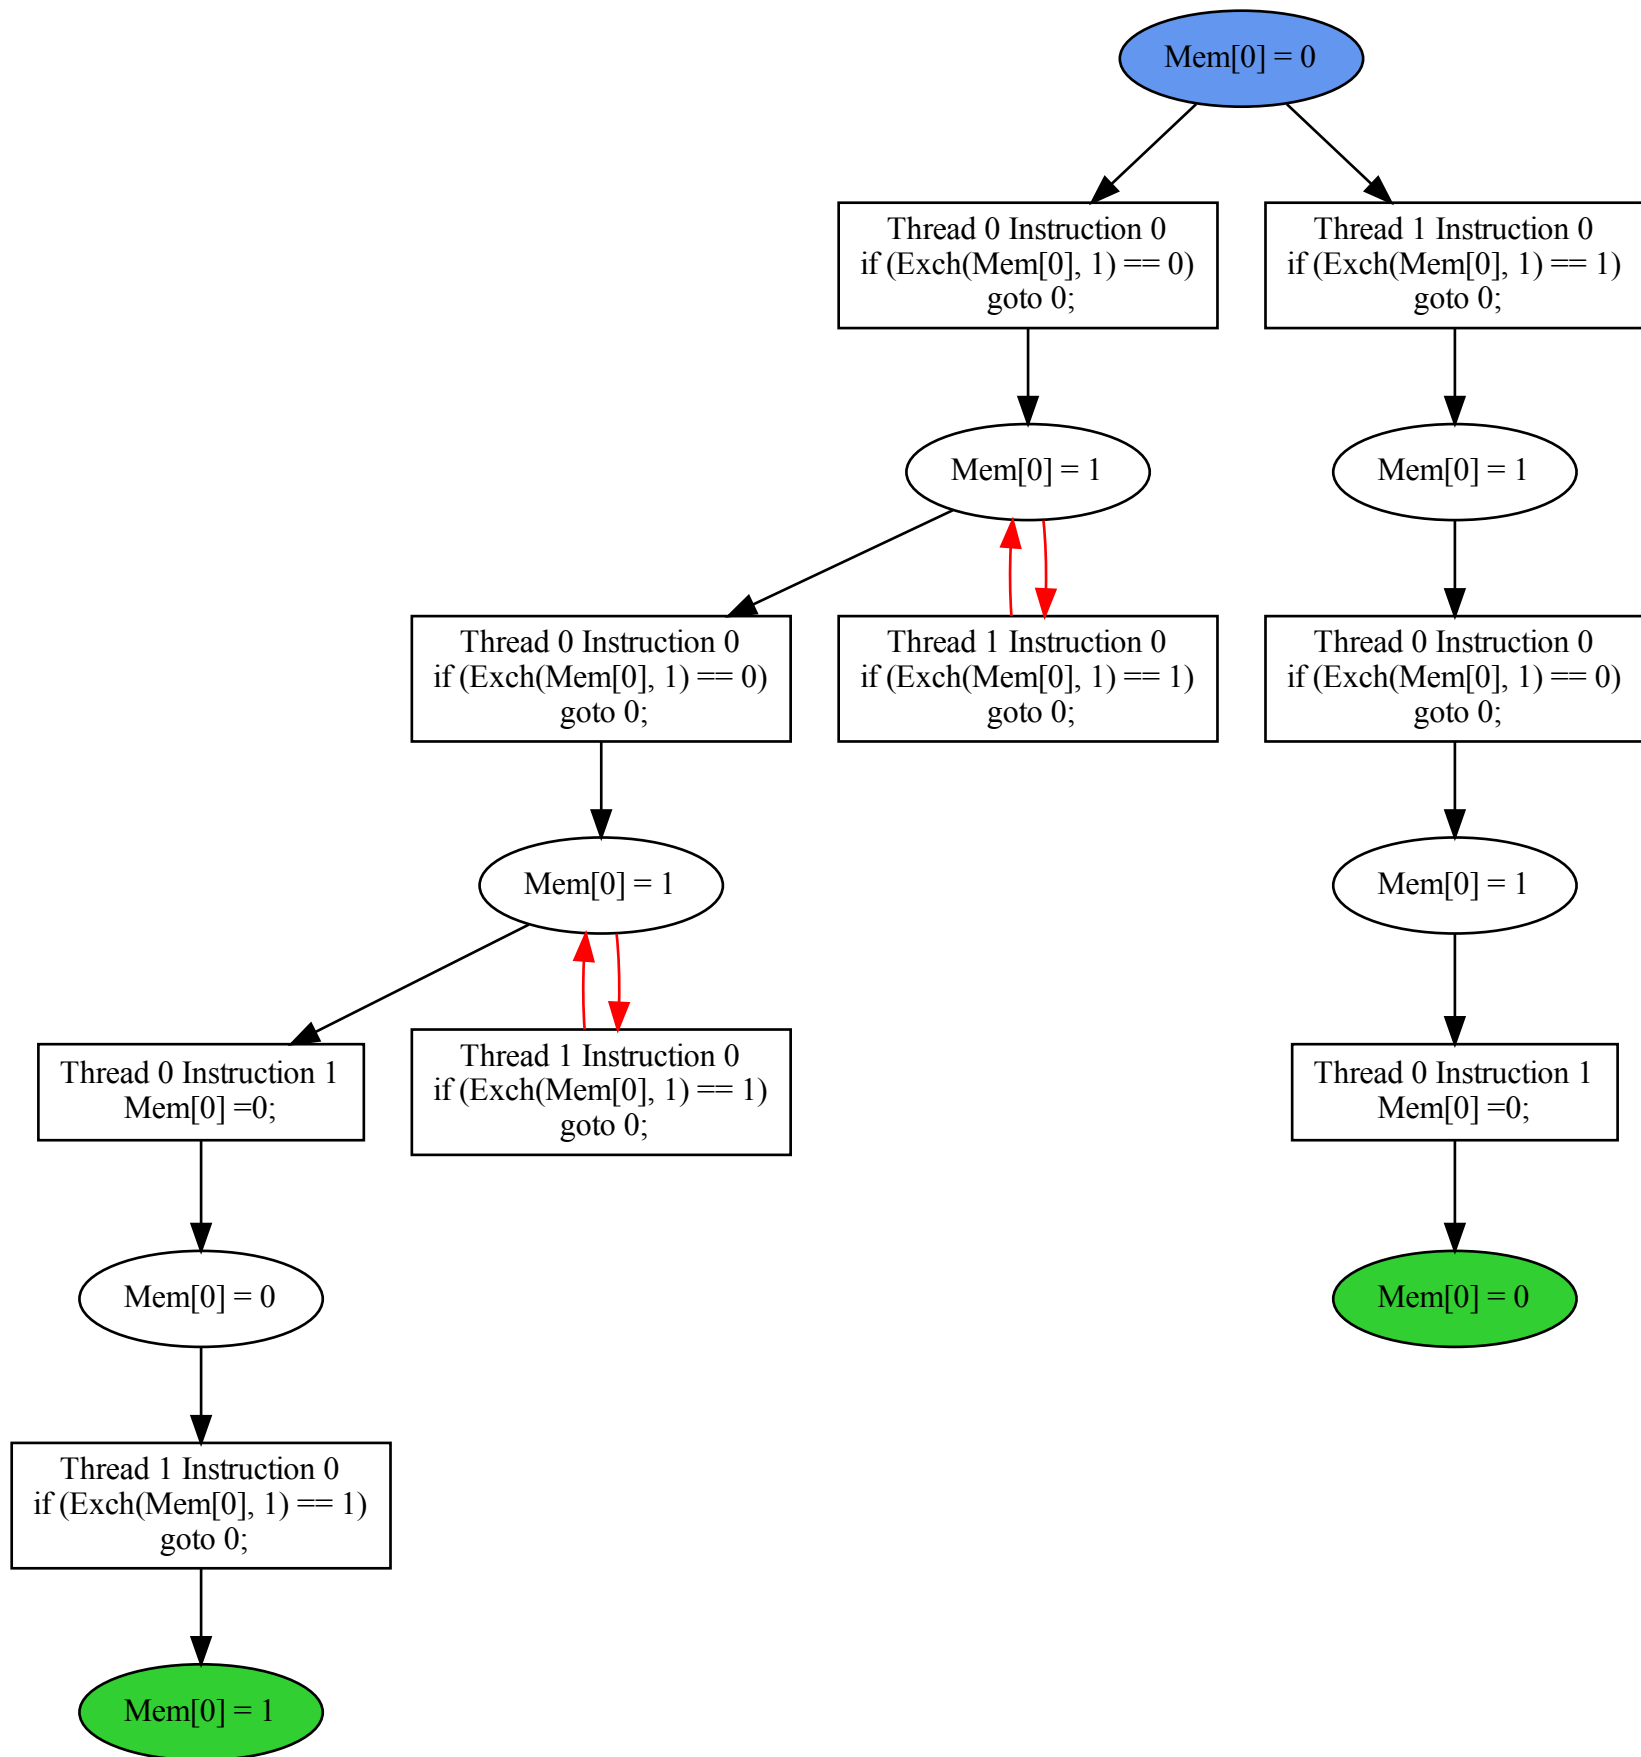 Mem[0] = 0
Thread 0 Instruction 0
if (Exch(Mem[0], 1) == 0)
goto 0;
Thread 1 Instruction 0
if (Exch(Mem[0], 1) == 1)
goto 0;
Mem[0] = 1
Mem[0] = 1
Thread 0 Instruction 0
if (Exch(Mem[0], 1) == 0)
goto 0;
Thread 1 Instruction 0
if (Exch(Mem[0], 1) == 1)
goto 0;
Thread 0 Instruction 0
if (Exch(Mem[0], 1) == 0)
goto 0;
Mem[0] = 1
Mem[0] = 1
Thread 0 Instruction 1
Mem[0] =0;
Thread 1 Instruction 0
if (Exch(Mem[0], 1) == 1)
goto 0;
Thread 0 Instruction 1
Mem[0] =0;
Mem[0] = 0
Mem[0] = 0
Thread 1 Instruction 0
if (Exch(Mem[0], 1) == 1)
goto 0;
Mem[0] = 1